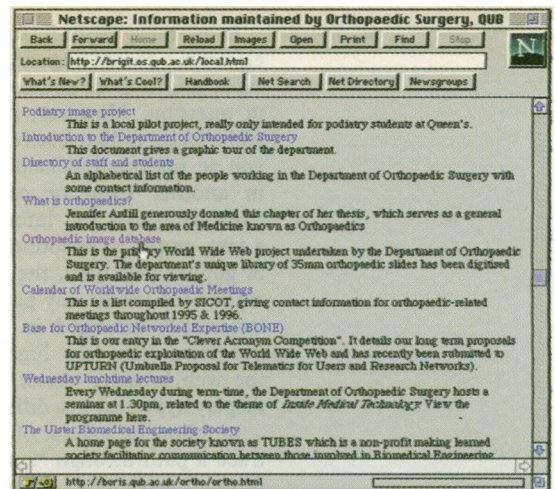 Netscape: Information maintained by Orthopaedic Surgery, QUB
Back Forward Home Reload Images Open Print Find Stop
N
Location: http://brigit.os.qub.ac.uk/local.html
What's New? What's Cool? Handbook Net Search Net Directory Newsgroups
Podiatry image project
This is a local pilot project, really only intended for podiatry students at Queen's.
Introduction to the Department of Orthopaedic Surgery
This document gives a graphic tour of the department.
Directory of staff and students
An alphabetical list of the people working in the Department of Orthopaedic Surgery with
some contact information.
What is orthopaedics?
Jennifer Ardill generously donated this chapter of her thesis, which serves as a general
introduction to the area of Medicine known as Orthopaedics
Orthopaedic image database
This is the primary World Wide Web project undertaken by the Department of Orthopaedic
Surgery. The department's unique library of 35mm orthopaedic slides has been digitised
and is available for viewing.
Calendar of Worldwide Orthopaedic Meetings
This is a list compiled by SICOT, giving contact information for orthopaedic-related
meetings throughout 1995 & 1996.
Base for Orthopaedic Networked Expertise (BONE)
This is our entry in the "Clever Acronym Competition". It details our long term proposals
for orthopaedic exploitation of the World Wide Web and has recently been submitted to
UPTURN (Umbrella Proposal for Telematics for Users and Research Networks).
Wednesday lunchtime lectures
Every Wednesday during term-time, the Department of Orthopaedic Surgery hosts a
seminar at 1.30pm, related to the theme of Inside Medical Technology. View the
programme here.
The Ulster Biomedical Engineering Society
A home page for the society known as TUBES which is a non-profit making learned
society facilitating communication between those involved in Biomedical Engineering
http://boris.qub.ac.uk/ortho/ortho.html